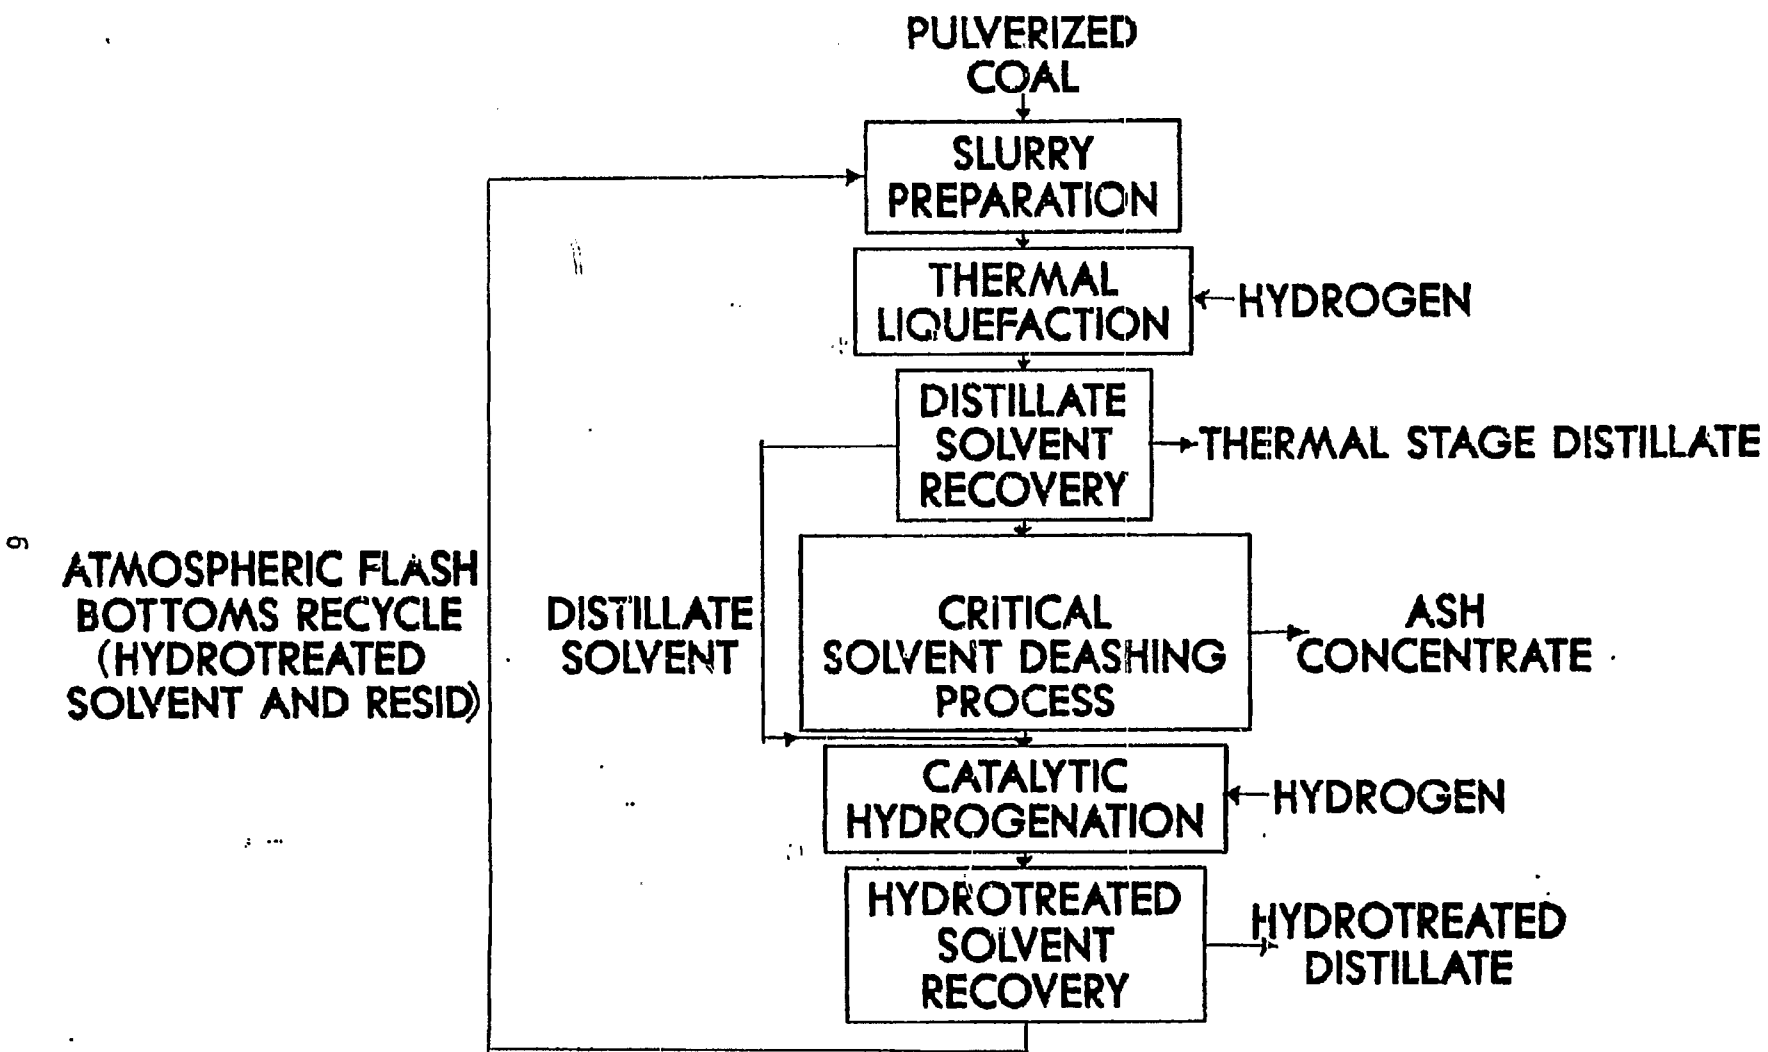 PULVERIZED
COAL
SLURRY
PREPARATION
THERMAL
LIQUEFACTION
HYDROGEN
DISTILLATE
SOLVENT
RECOVERY
THERMAL STAGE DISTILLATE
ATMOSPHERIC FLASH
BOTTOMS RECYCLE
(HYDROTREATED
SOLVENT AND RESID)
DISTILLATE
SOLVENT
CRITICAL
SOLVENT DEASHING
PROCESS
ASH
CONCENTRATE
CATALYTIC
HYDROGENATION
HYDROGEN
HYDROTREATED
SOLVENT
RECOVERY
HYDROTREATED
DISTILLATE